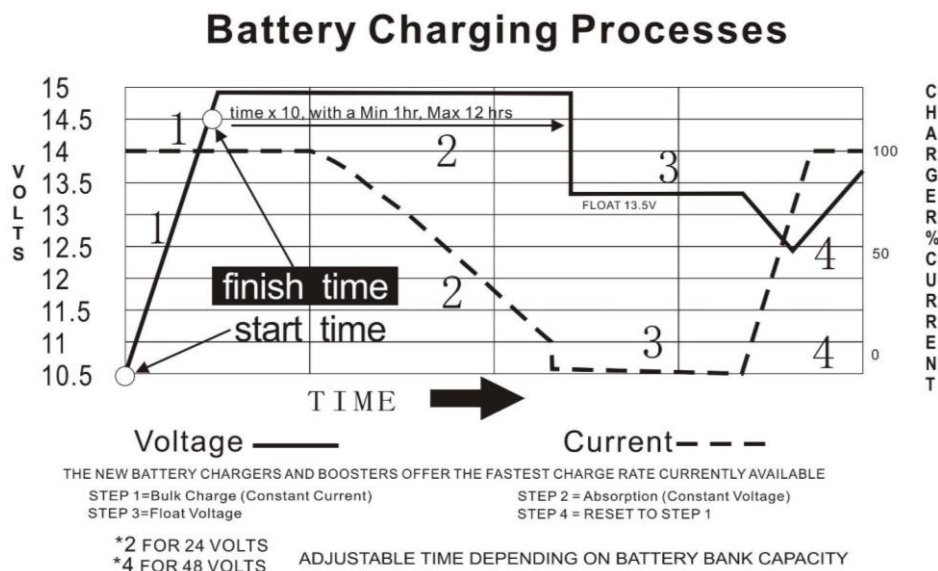 Battery Charging Processes
VOLTS
15
14.5
14
13.5
13
12.5
12
11.5
11
10.5
1
1
time x 10, with a Min 1hr, Max 12 hrs
2
2
3
FLOAT 13.5V
3
4
4
finish time
start time
100
50
0
CHARGER% CURRENT
TIME
Voltage
Current
THE NEW BATTERY CHARGERS AND BOOSTERS OFFER THE FASTEST CHARGE RATE CURRENTLY AVAILABLE
STEP 1=Bulk Charge (Constant Current)
STEP 2 = Absorption (Constant Voltage)
STEP 3=Float Voltage
STEP 4 = RESET TO STEP 1
*2 FOR 24 VOLTS
*4 FOR 48 VOLTS
ADJUSTABLE TIME DEPENDING ON BATTERY BANK CAPACITY